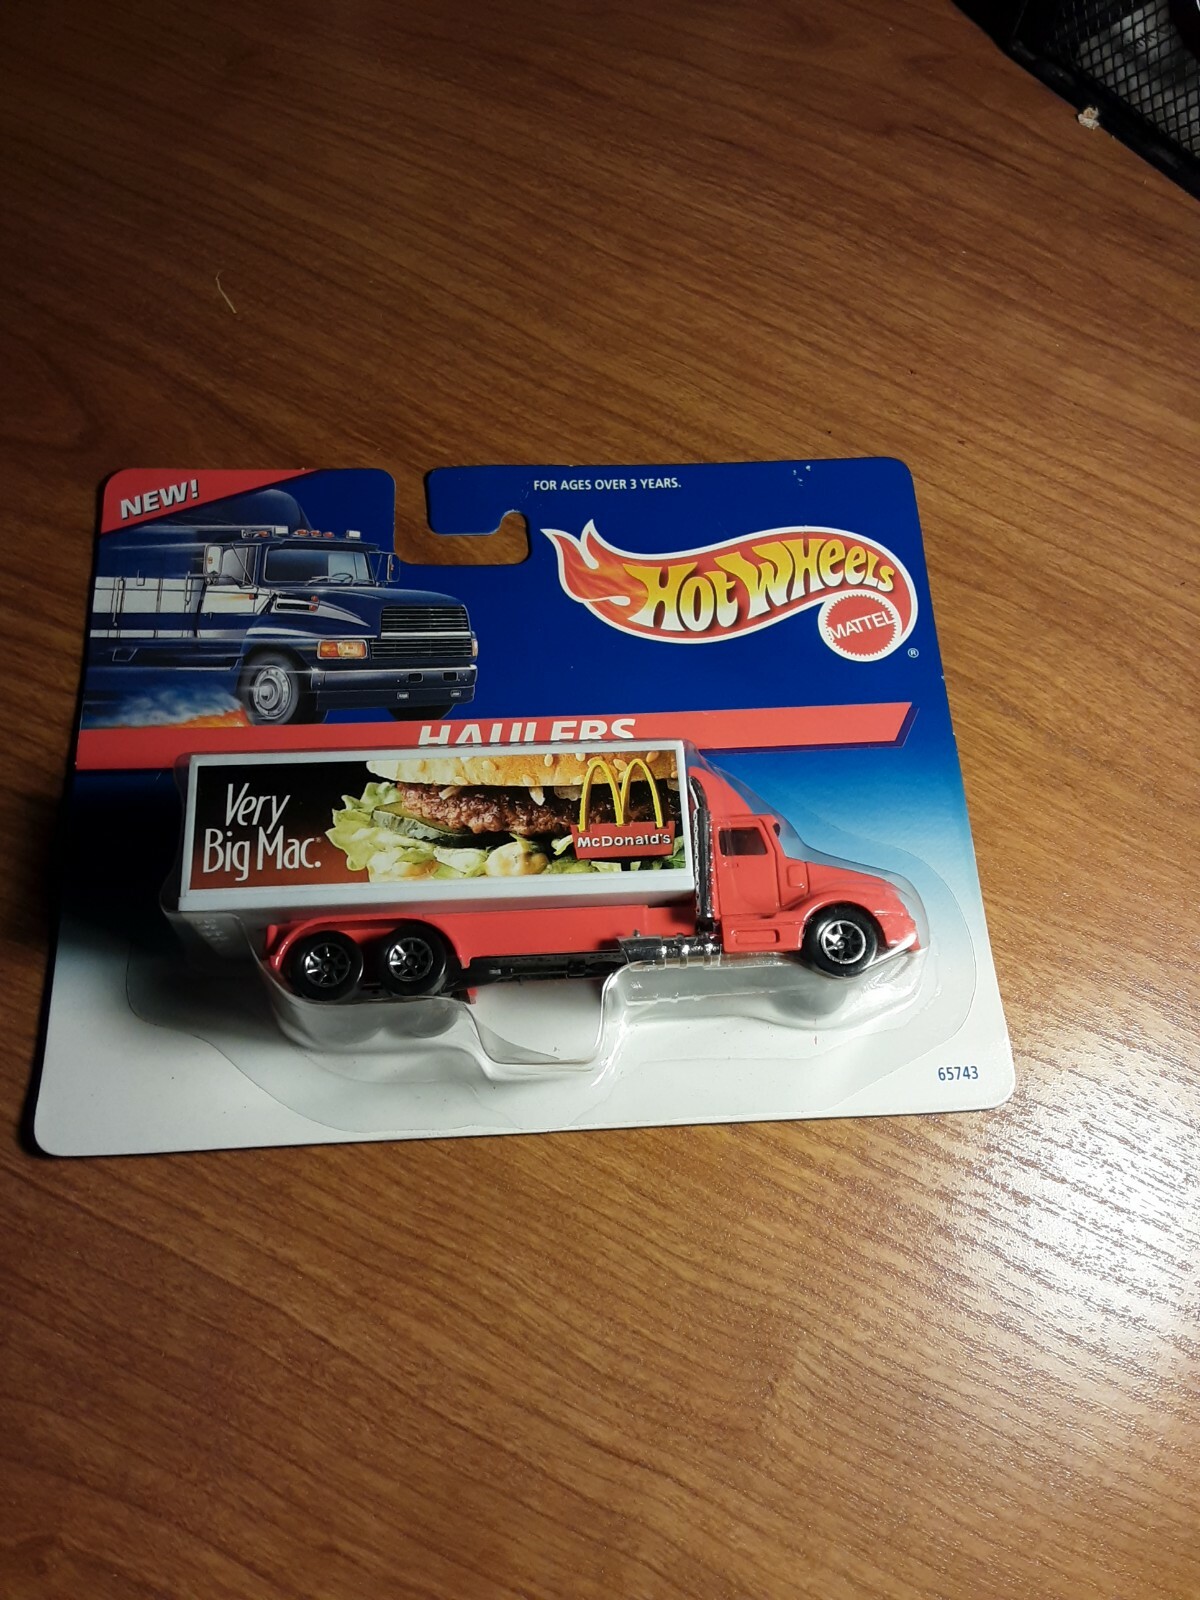 NEW!
FOR AGES OVER 3 YEARS.
HOT WHEELS
MATTEL
®
HAULERS
Very
Big Mac.®
McDonald's
65743